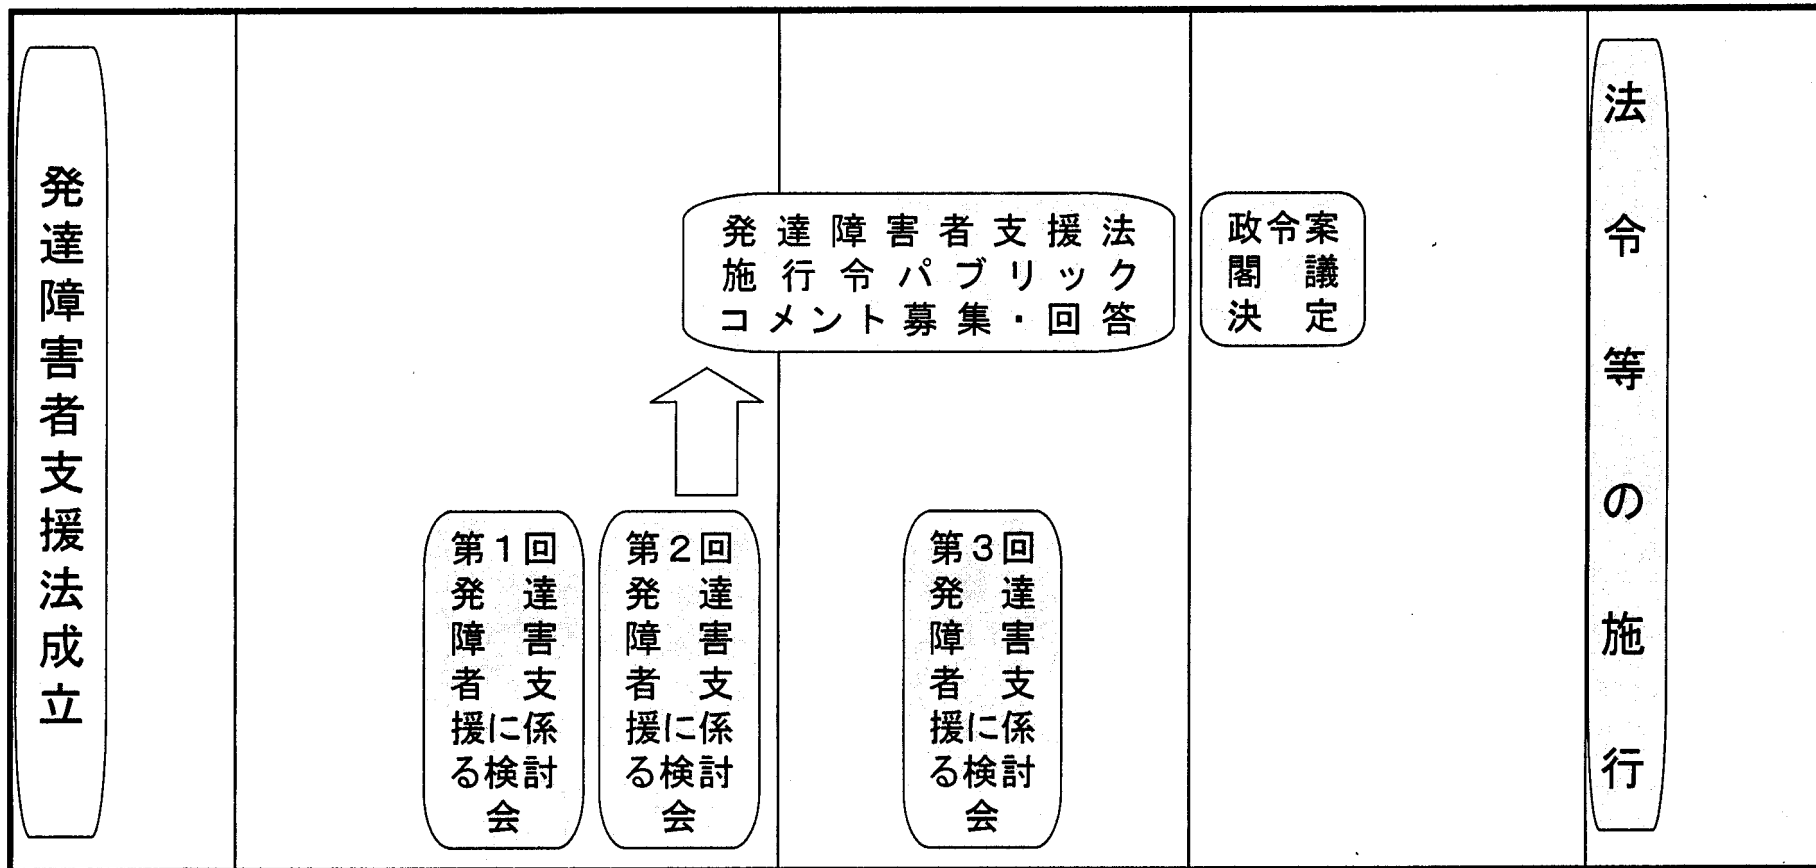 発達障害者支援法成立
発達障害者支援法
施行令パブリック
コメント募集・回答
政令案
閣議
決定
第1回
発達
障害
者支
援に係
る検討
会
第2回
発達
障害
者支
援に係
る検討
会
第3回
発達
障害
者支
援に係
る検討
会
法令等の施行